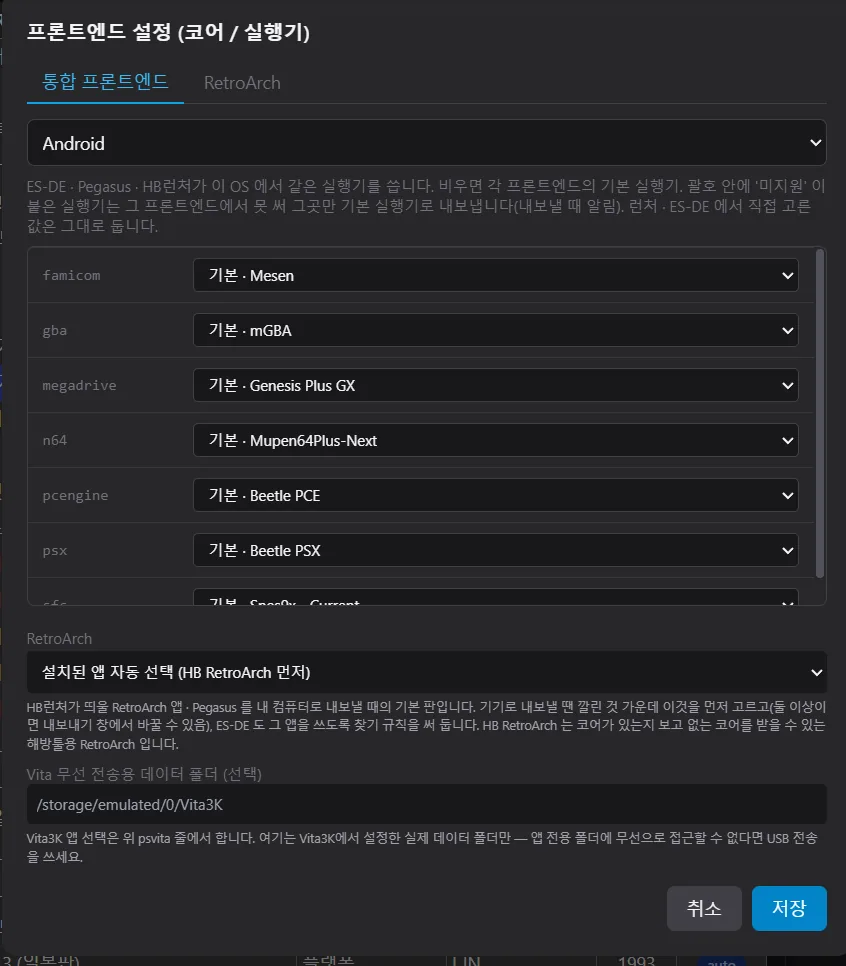 프론트엔드 설정 (코어 / 실행기)
통합 프론트엔드
RetroArch
Android
ES-DE · Pegasus · HB런처가 이 OS 에서 같은 실행기를 씁니다. 비우면 각 프론트엔드의 기본 실행기. 괄호 안에 '미지원' 이
붙은 실행기는 그 프론트엔드에서 못 써 그곳만 기본 실행기로 내보냅니다(내보낼 때 알림). 런처 · ES-DE 에서 직접 고른
값은 그대로 둡니다.
famicom 기본 · Mesen
gba 기본 · mGBA
megadrive 기본 · Genesis Plus GX
n64 기본 · Mupen64Plus-Next
pcengine 기본 · Beetle PCE
psx 기본 · Beetle PSX
sfc 기본 · Snes9x - Current
RetroArch
설치된 앱 자동 선택 (HB RetroArch 먼저)
HB런처가 띄울 RetroArch 앱 · Pegasus 를 내 컴퓨터로 내보낼 때의 기본 판입니다. 기기로 내보낼 땐 깔린 것 가운데 이것을 먼저 고르고(둘 이상이
면 내보내기 창에서 바꿀 수 있음), ES-DE 도 그 앱을 쓰도록 찾기 규칙을 써 둡니다. HB RetroArch 는 코어가 있는지 보고 없는 코어를 받을 수 있는
해방틀용 RetroArch 입니다.
Vita 무선 전송용 데이터 폴더 (선택)
/storage/emulated/0/Vita3K
Vita3K 앱 선택은 위 psvita 줄에서 합니다. 여기는 Vita3K에서 설정한 실제 데이터 폴더만 — 앱 전용 폴더에 무선으로 접근할 수 없다면 USB 전송
을 쓰세요.
취소
저장
플랫폼
1993
auto